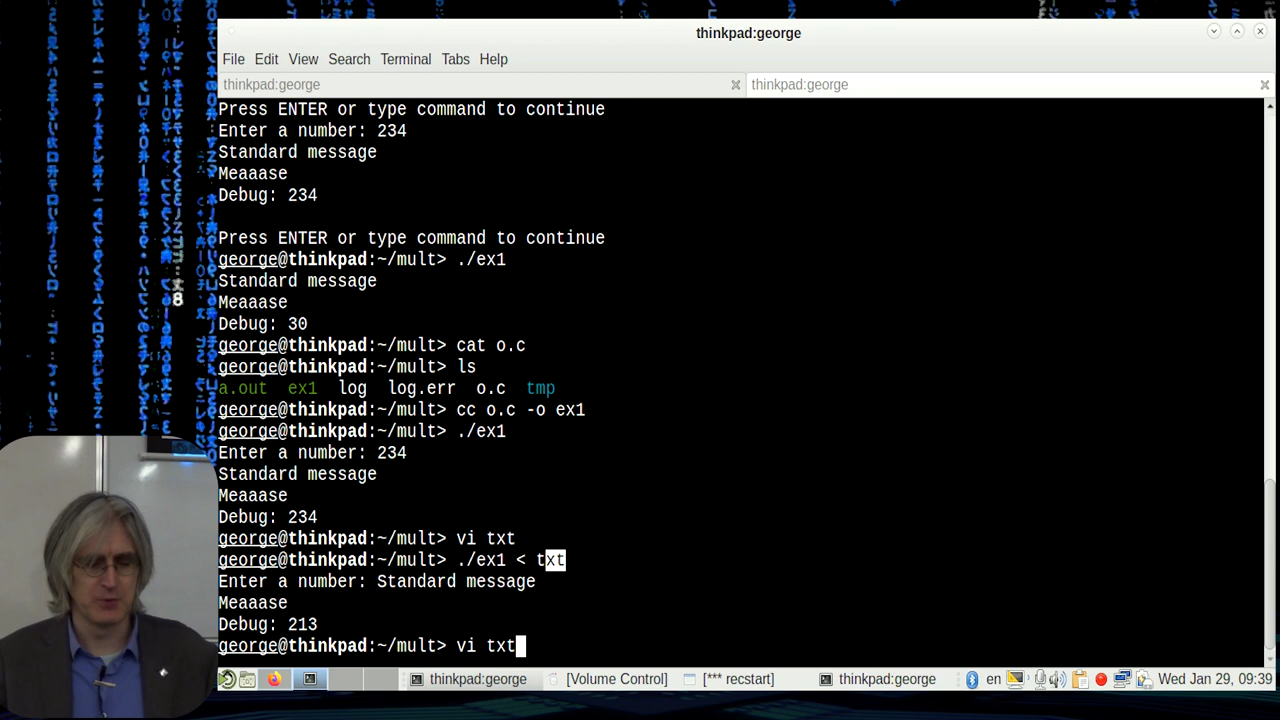 thinkpad:george
File Edit View Search Terminal Tabs Help
thinkpad:george thinkpad:george
Press ENTER or type command to continue
Enter a number: 234
Standard message
Meaaase
Debug: 234
Press ENTER or type command to continue
george@thinkpad:~/mult> ./ex1
Standard message
Meaaase
Debug: 30
george@thinkpad:~/mult> cat o.c
george@thinkpad:~/mult> ls
a.out ex1 log log.err o.c tmp
george@thinkpad:~/mult> cc o.c -o ex1
george@thinkpad:~/mult> ./ex1
Enter a number: 234
Standard message
Meaaase
Debug: 234
george@thinkpad:~/mult> vi txt
george@thinkpad:~/mult> ./ex1 < txt
Enter a number: Standard message
Meaaase
Debug: 213
george@thinkpad:~/mult> vi txt
thinkpad:george [Volume Control] [*** recstart] thinkpad:george en Wed Jan 29, 09:39